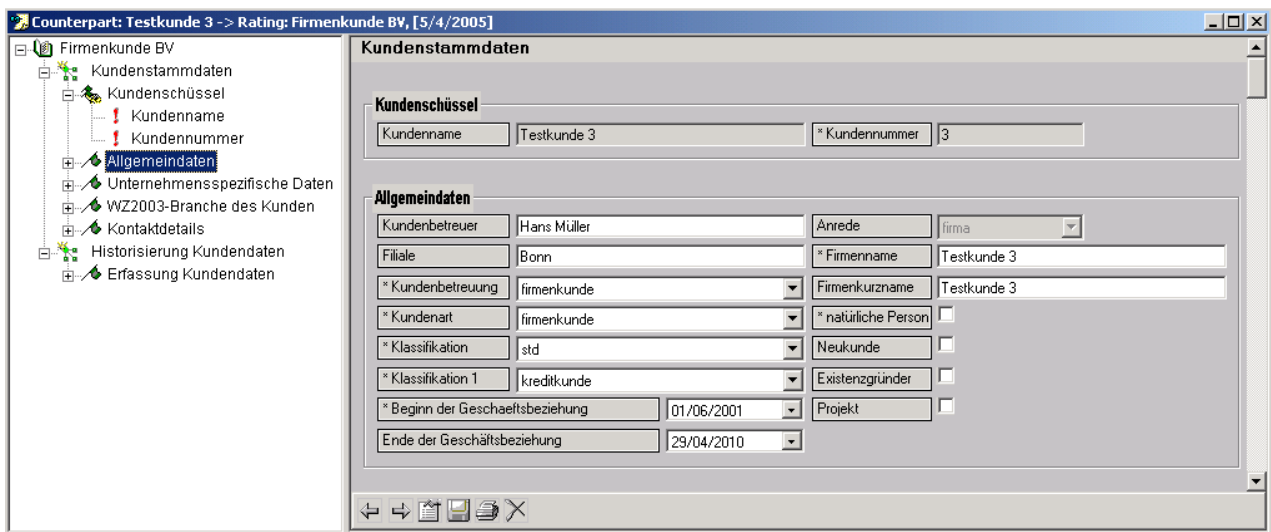 Counterpart: Testkunde 3 -> Rating: Firmenkunde BV, [5/4/2005]
Firmenkunde BV
Kundenstammdaten
Kundenschüssel
Kundenname
Kundennummer
Allgemeindaten
Unternehmensspezifische Daten
WZ2003-Branche des Kunden
Kontaktdetails
Historisierung Kundendaten
Erfassung Kundendaten
Kundenstammdaten
Kundenschüssel
Kundenname Testkunde 3 * Kundennummer 3
Allgemeindaten
Kundenbetreuer Hans Müller Anrede firma
Filiale Bonn * Firmenname Testkunde 3
* Kundenbetreuung firmenkunde Firmenkurzname Testkunde 3
* Kundenart firmenkunde * natürliche Person
* Klassifikation std Neukunde
* Klassifikation 1 kreditkunde Existenzgründer
* Beginn der Geschaeftsbeziehung 01/06/2001 Projekt
Ende der Geschäftsbeziehung 29/04/2010